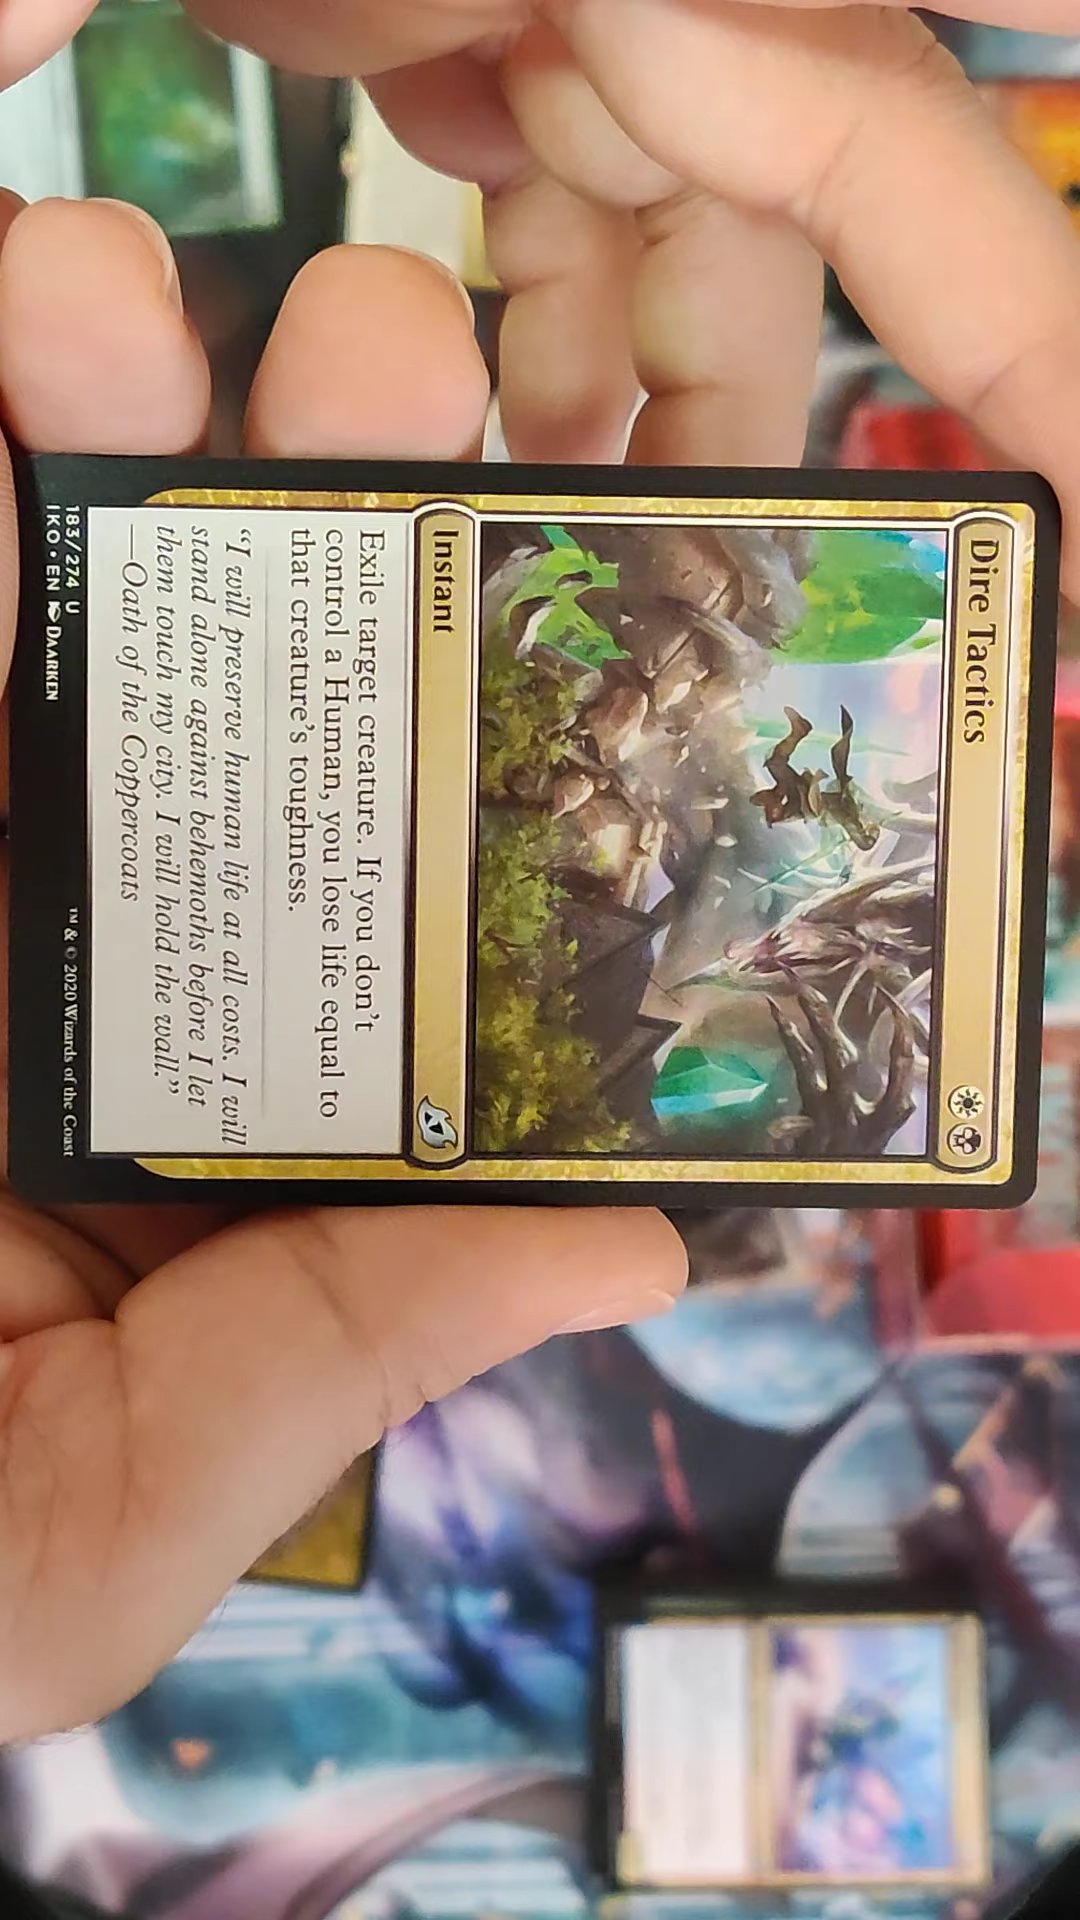 Dire Tactics
Instant
Exile target creature. If you don't
control a Human, you lose life equal to
that creature's toughness.
"I will preserve human life at all costs. I will
stand alone against behemoths before I let
them touch my city. I will hold the wall."
—Oath of the Coppercoats
183/274 U
IKO • EN DAARKEN
™ & © 2020 Wizards of the Coast